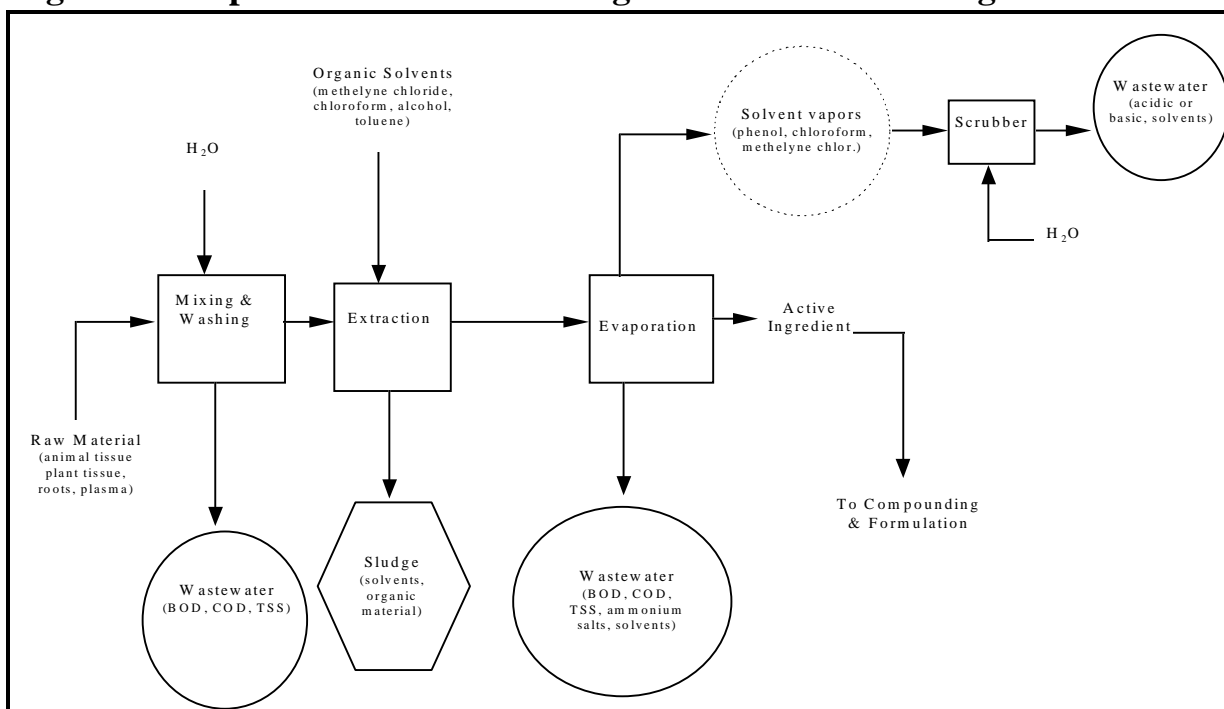 Organic Solvents
(methelyne chloride,
chloroform, alcohol,
toluene)
H2O
Solvent vapors
(phenol, chloroform,
methelyne chlor.)
Scrubber
Wastewater
(acidic or
basic, solvents)
H2O
Mixing &
Washing
Extraction
Evaporation
Active
Ingredient
Raw Material
(animal tissue
plant tissue,
roots, plasma)
To Compounding
& Formulation
Wastewater
(BOD, COD, TSS)
Sludge
(solvents,
organic
material)
Wastewater
(BOD, COD,
TSS, ammonium
salts, solvents)